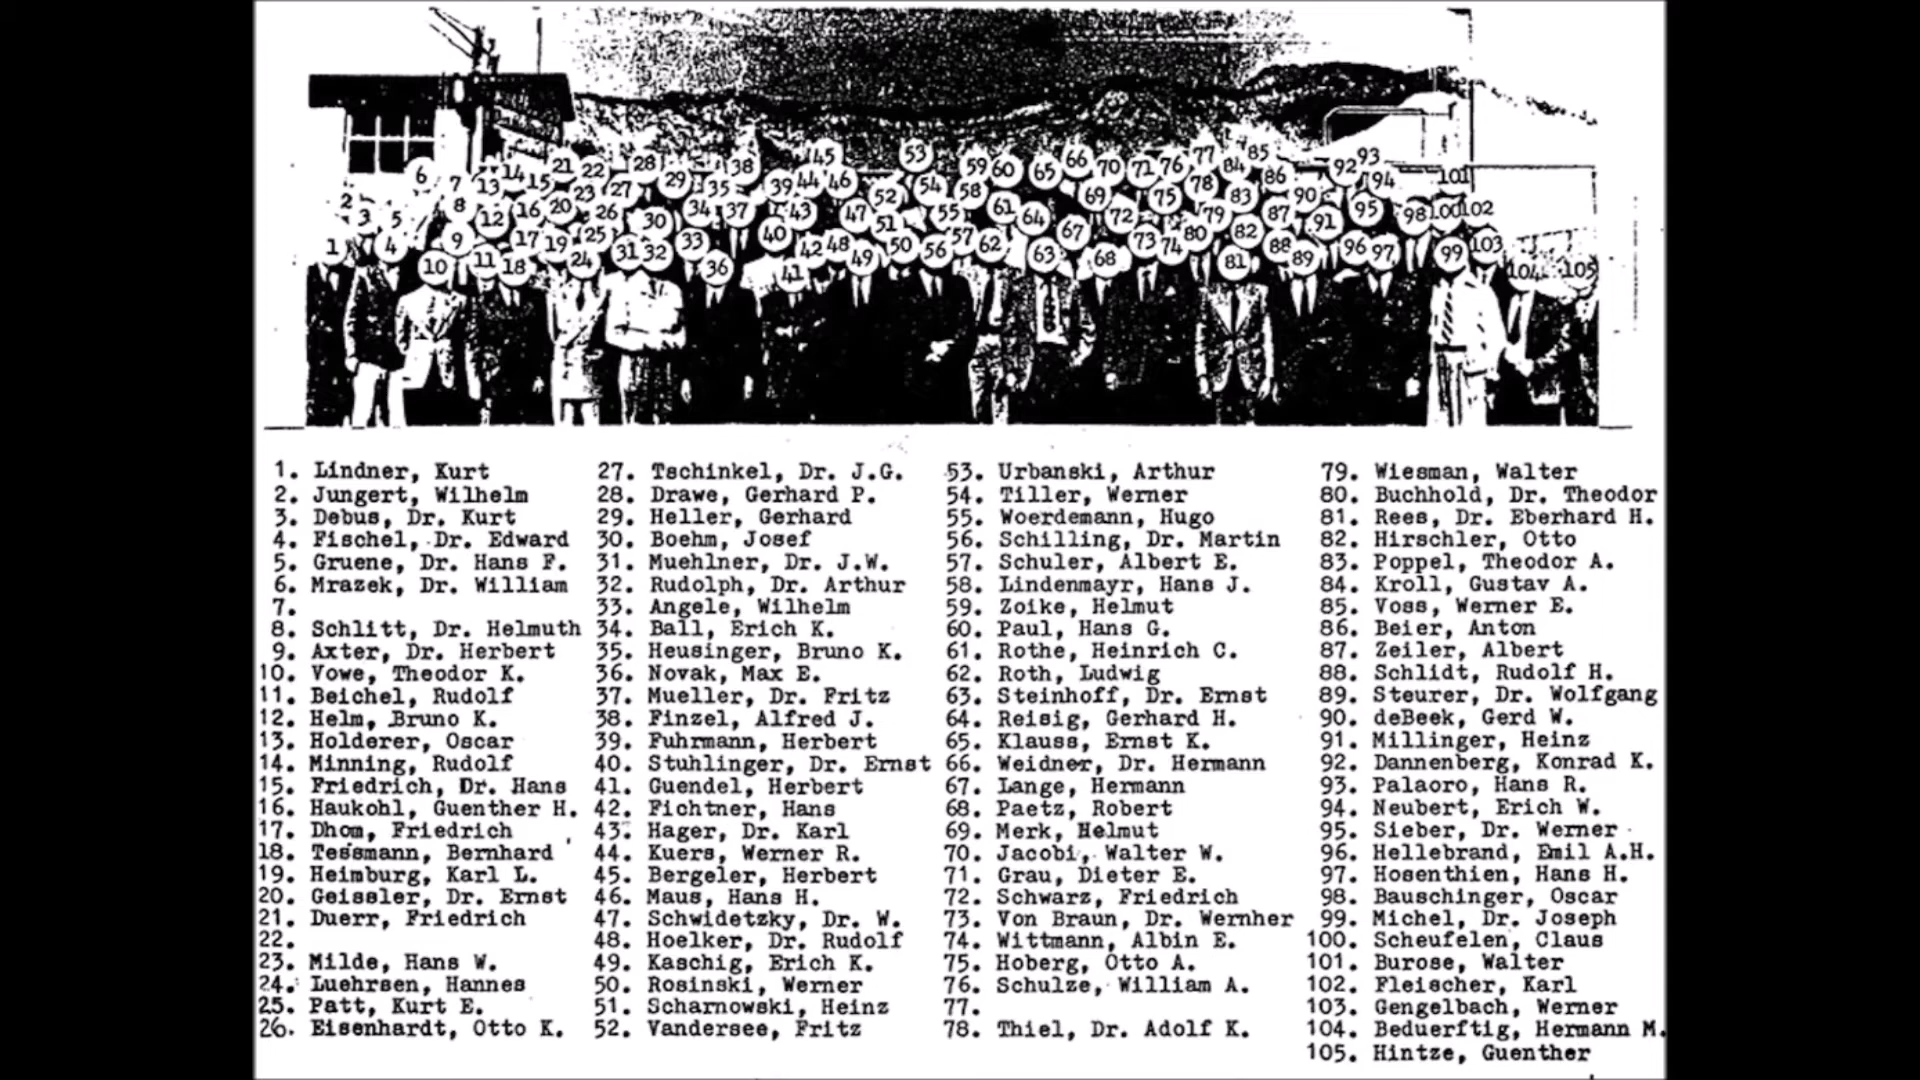 1. Lindner, Kurt
2. Jungert, Wilhelm
3. Debus, Dr. Kurt
4. Fischel, Dr. Edward
5. Gruene, Dr. Hans F.
6. Mrazek, Dr. William
7.
8. Schlitt, Dr. Helmuth
9. Axter, Dr. Herbert
10. Vowe, Theodor K.
11. Beichel, Rudolf
12. Helm, Bruno K.
13. Holderer, Oscar
14. Minning, Rudolf
15. Friedrich, Dr. Hans
16. Haukohl, Guenther H.
17. Dhom, Friedrich
18. Tessmann, Bernhard
19. Heimburg, Karl L.
20. Geissler, Dr. Ernst
21. Duerr, Friedrich
22.
23. Milde, Hans W.
24. Luehrsen, Hannes
25. Patt, Kurt E.
26. Eisenhardt, Otto K.
27. Tschinkel, Dr. J.G.
28. Drawe, Gerhard P.
29. Heller, Gerhard
30. Boehm, Josef
31. Muehlner, Dr. J.W.
32. Rudolph, Dr. Arthur
33. Angele, Wilhelm
34. Ball, Erich K.
35. Heusinger, Bruno K.
36. Novak, Max E.
37. Mueller, Dr. Fritz
38. Finzel, Alfred J.
39. Fuhrmann, Herbert
40. Stuhlinger, Dr. Ernst
41. Guendel, Herbert
42. Fichtner, Hans
43. Hager, Dr. Karl
44. Kuers, Werner R.
45. Bergeler, Herbert
46. Maus, Hans H.
47. Schwidetzky, Dr. W.
48. Hoelker, Dr. Rudolf
49. Kaschig, Erich K.
50. Rosinski, Werner
51. Scharnowski, Heinz
52. Vandersee, Fritz
53. Urbanski, Arthur
54. Tiller, Werner
55. Woerdemann, Hugo
56. Schilling, Dr. Martin
57. Schuler, Albert E.
58. Lindenmayr, Hans J.
59. Zoike, Helmut
60. Paul, Hans G.
61. Rothe, Heinrich C.
62. Roth, Ludwig
63. Steinhoff, Dr. Ernst
64. Reisig, Gerhard H.
65. Klauss, Ernst K.
66. Weidner, Dr. Hermann
67. Lange, Hermann
68. Paetz, Robert
69. Merk, Helmut
70. Jacobi, Walter W.
71. Grau, Dieter E.
72. Schwarz, Friedrich
73. Von Braun, Dr. Wernher
74. Wittmann, Albin E.
75. Hoberg, Otto A.
76. Schulze, William A.
77.
78. Thiel, Dr. Adolf K.
79. Wiesman, Walter
80. Buchhold, Dr. Theodor
81. Rees, Dr. Eberhard H.
82. Hirschler, Otto
83. Poppel, Theodor A.
84. Kroll, Gustav A.
85. Voss, Werner E.
86. Beier, Anton
87. Zeiler, Albert
88. Schlidt, Rudolf H.
89. Steurer, Dr. Wolfgang
90. deBeek, Gerd W.
91. Millinger, Heinz
92. Dannenberg, Konrad K.
93. Palaoro, Hans R.
94. Neubert, Erich W.
95. Sieber, Dr. Werner
96. Hellebrand, Emil A.H.
97. Hosenthien, Hans H.
98. Bauschinger, Oscar
99. Michel, Dr. Joseph
100. Scheufelen, Claus
101. Burose, Walter
102. Fleischer, Karl
103. Gengelbach, Werner
104. Beduerftig, Hermann M.
105. Hintze, Guenther